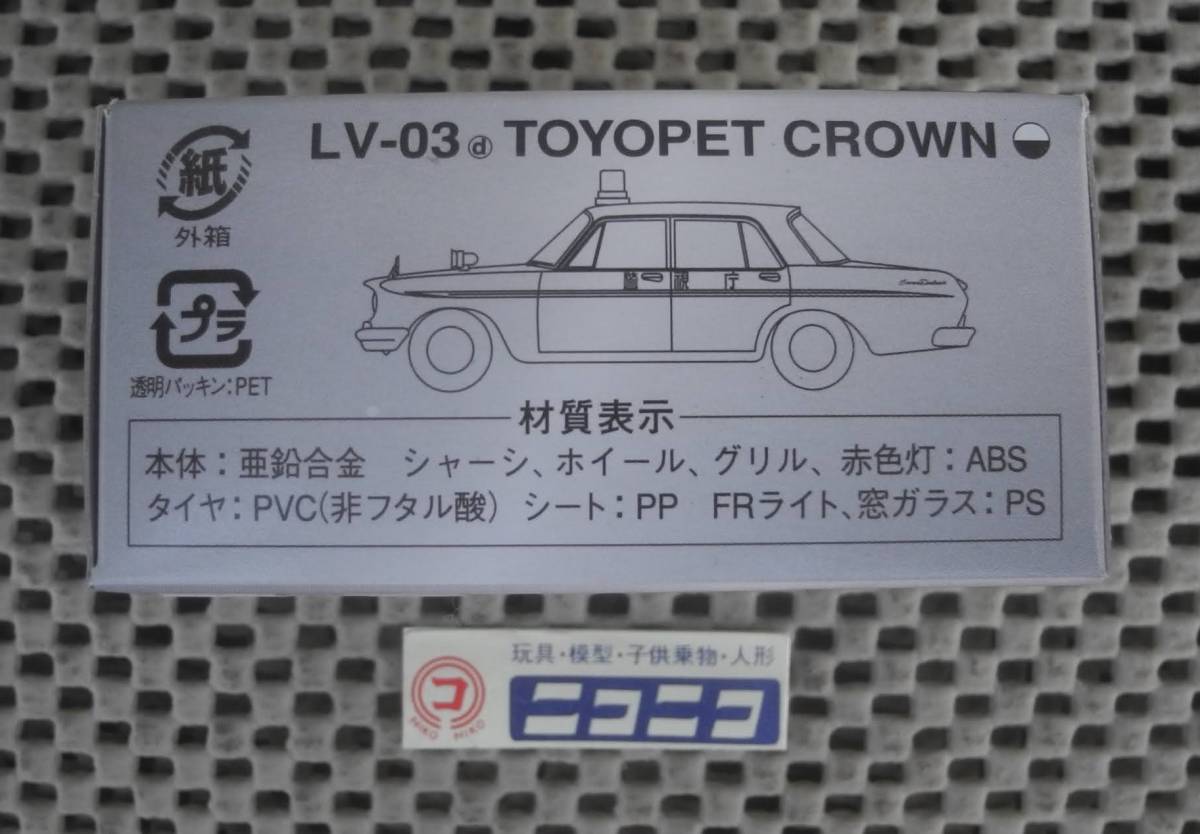 LV-03 ⓓ TOYOPET CROWN
紙
外箱
プラ
透明パッキン:PET
警視庁
材質表示
本体:亜鉛合金 シャーシ、ホイール、グリル、赤色灯:ABS
タイヤ:PVC(非フタル酸) シート:PP FRライト、窓ガラス:PS
玩具・模型・子供乗物・人形
コ
NIKO NIKO
ニコニコ